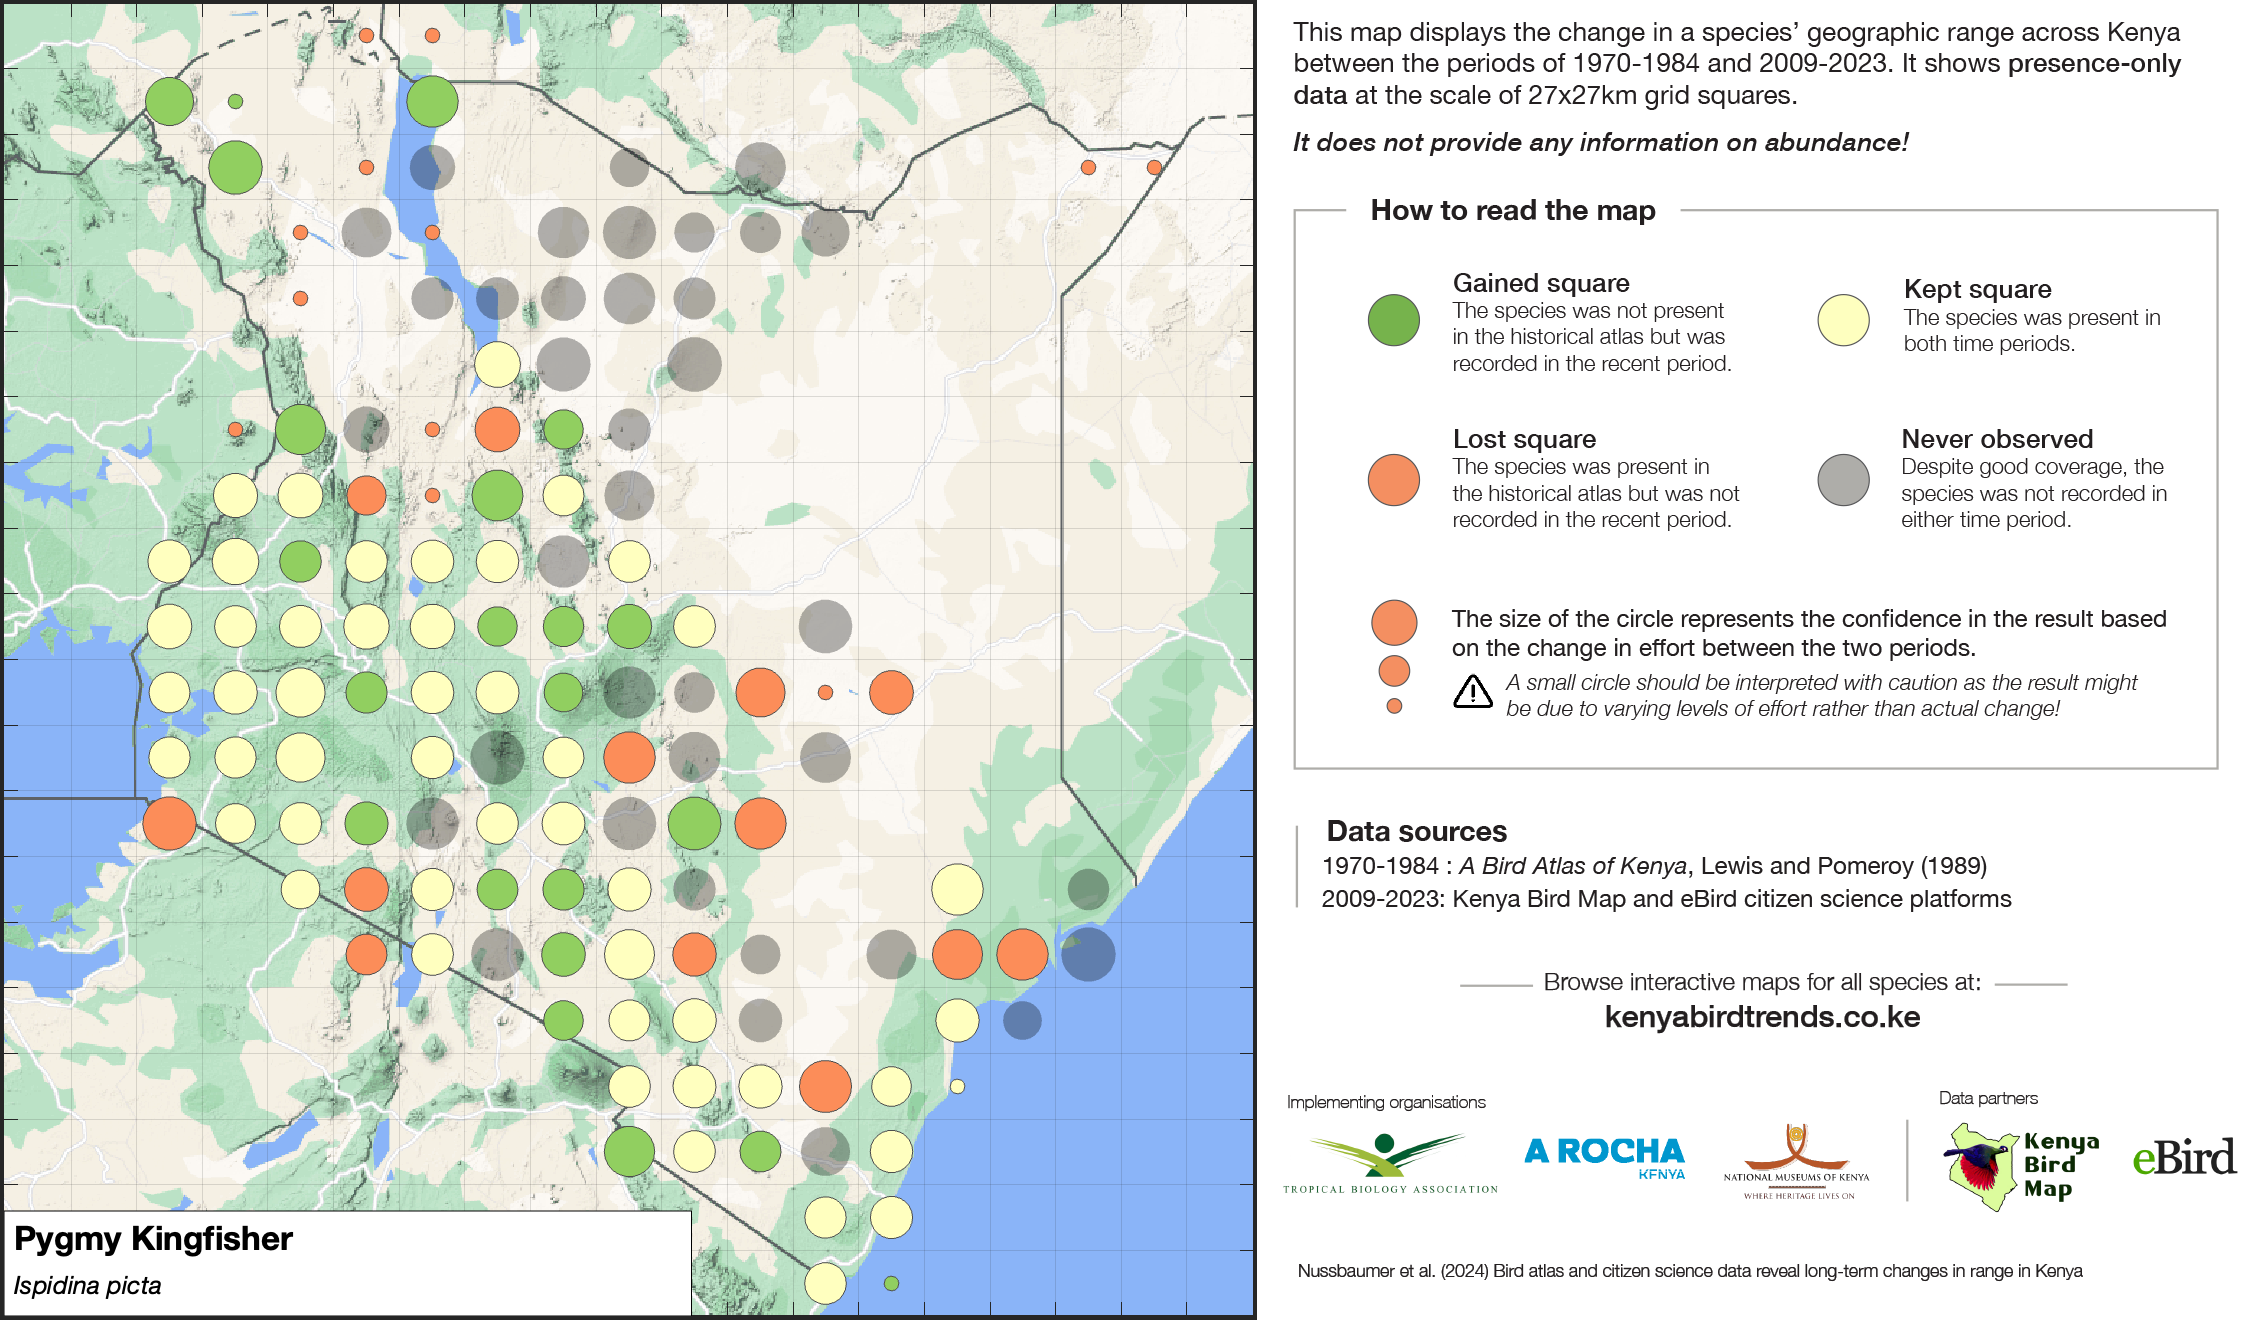 This map displays the change in a species’ geographic range across Kenya
between the periods of 1970-1984 and 2009-2023. It shows presence-only
data at the scale of 27x27km grid squares.
It does not provide any information on abundance!
How to read the map
Gained square
The species was not present
in the historical atlas but was
recorded in the recent period.
Kept square
The species was present in
both time periods.
Lost square
The species was present in
the historical atlas but was not
recorded in the recent period.
Never observed
Despite good coverage, the
species was not recorded in
either time period.
The size of the circle represents the confidence in the result based
on the change in effort between the two periods.
A small circle should be interpreted with caution as the result might
be due to varying levels of effort rather than actual change!
Data sources
1970-1984 : A Bird Atlas of Kenya, Lewis and Pomeroy (1989)
2009-2023: Kenya Bird Map and eBird citizen science platforms
Browse interactive maps for all species at:
kenyabirdtrends.co.ke
Implementing organisations
Data partners
TROPICAL BIOLOGY ASSOCIATION
A ROCHA
KENYA
NATIONAL MUSEUMS OF KENYA
WHERE HERITAGE LIVES ON
Kenya
Bird
Map
eBird
Nussbaumer et al. (2024) Bird atlas and citizen science data reveal long-term changes in range in Kenya
Pygmy Kingfisher
Ispidina picta